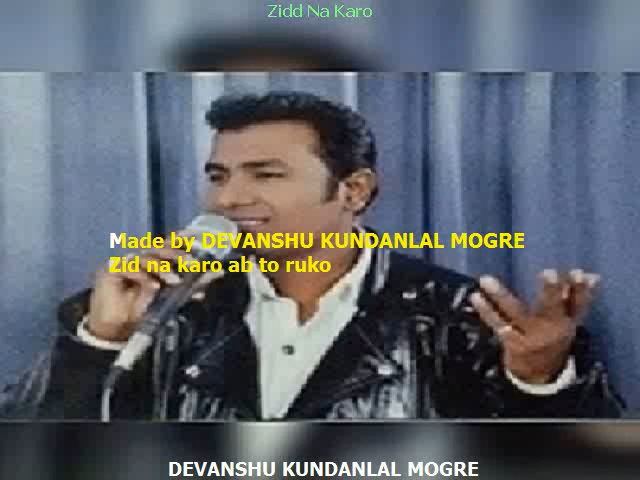 Zidd Na Karo
Made by DEVANSHU KUNDANLAL MOGRE
Zid na karo ab to ruko
DEVANSHU KUNDANLAL MOGRE